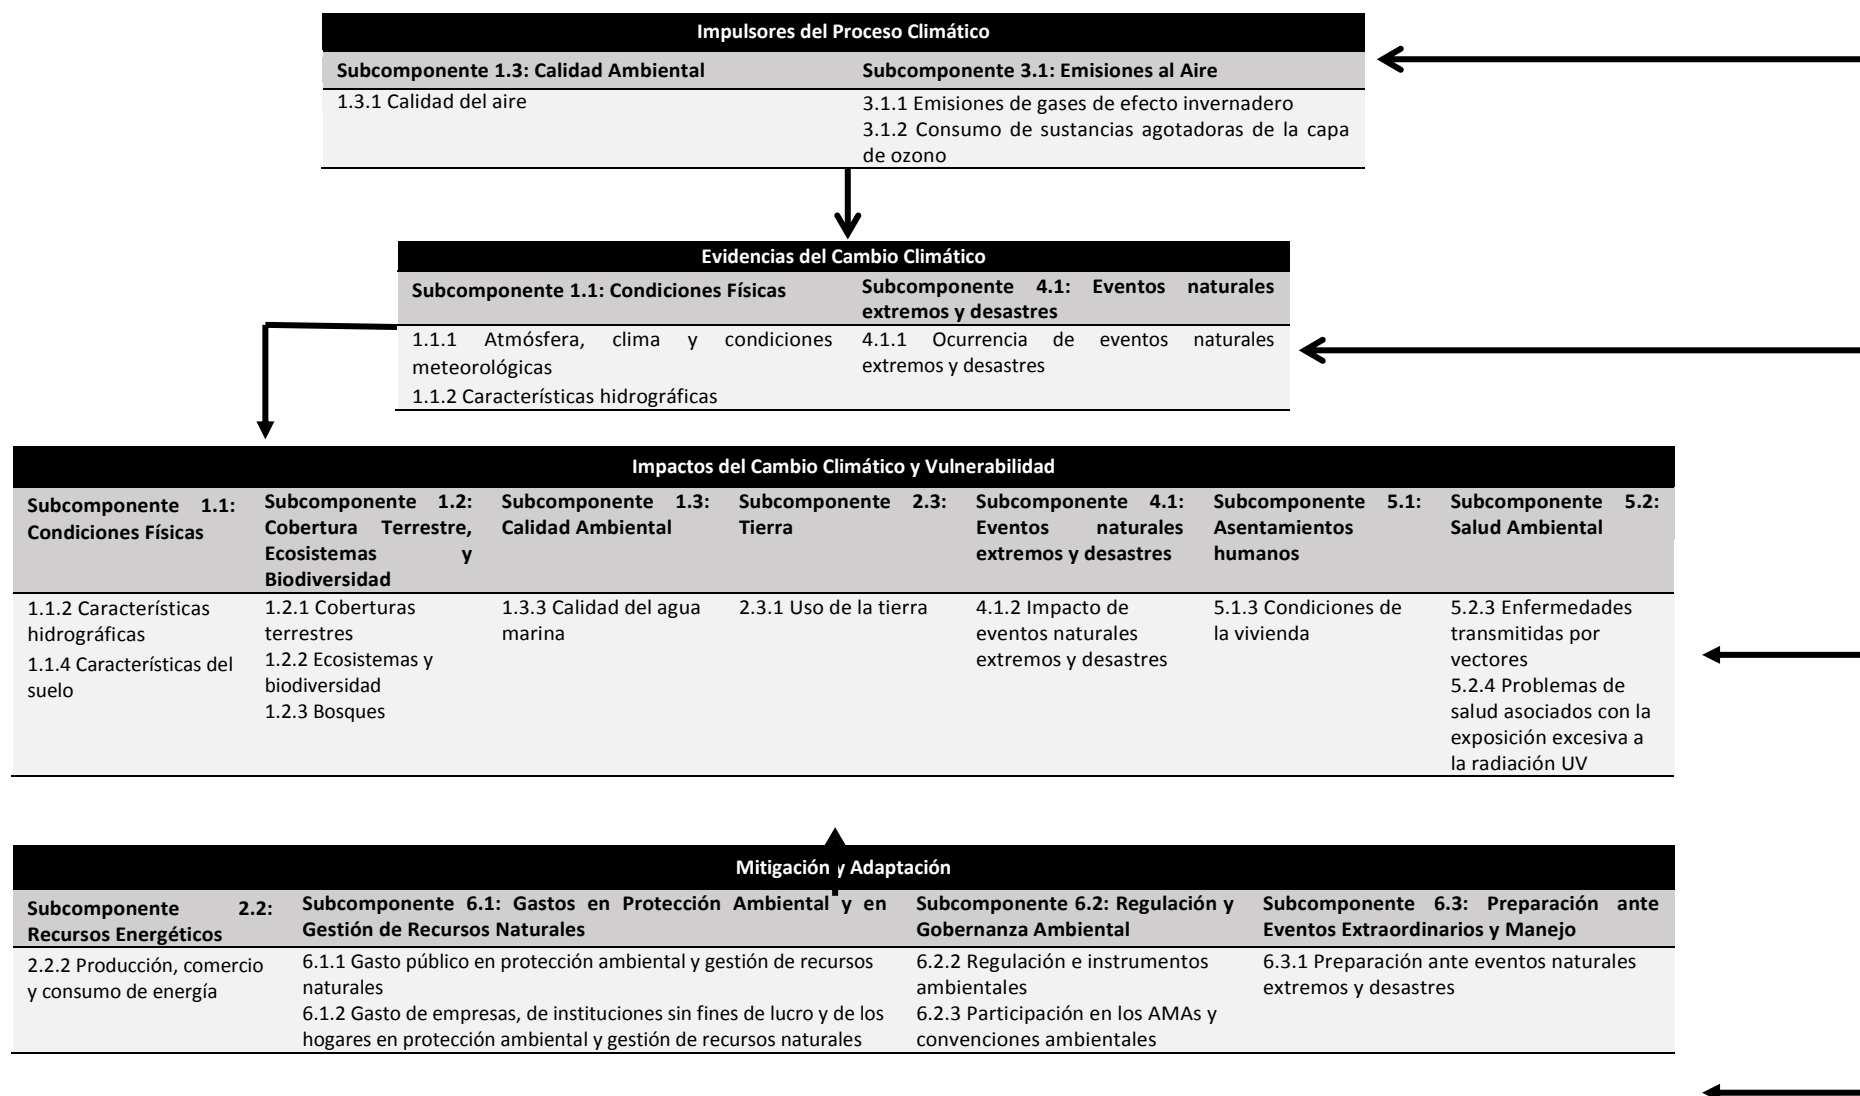 Impulsores del Proceso Climático
Subcomponente 1.3: Calidad Ambiental
Subcomponente 3.1: Emisiones al Aire
1.3.1 Calidad del aire
3.1.1 Emisiones de gases de efecto invernadero
3.1.2 Consumo de sustancias agotadoras de la capa
de ozono
Evidencias del Cambio Climático
Subcomponente 1.1: Condiciones Físicas
Subcomponente 4.1: Eventos naturales
extremos y desastres
1.1.1 Atmósfera, clima y condiciones
meteorológicas
1.1.2 Características hidrográficas
4.1.1 Ocurrencia de eventos naturales
extremos y desastres
Impactos del Cambio Climático y Vulnerabilidad
Subcomponente 1.1:
Condiciones Físicas
Subcomponente 1.2:
Cobertura Terrestre,
Ecosistemas y
Biodiversidad
Subcomponente 1.3:
Calidad Ambiental
Subcomponente 2.3:
Tierra
Subcomponente 4.1:
Eventos naturales
extremos y desastres
Subcomponente 5.1:
Asentamientos
humanos
Subcomponente 5.2:
Salud Ambiental
1.1.2 Características
hidrográficas
1.1.4 Características del
suelo
1.2.1 Coberturas
terrestres
1.2.2 Ecosistemas y
biodiversidad
1.2.3 Bosques
1.3.3 Calidad del agua
marina
2.3.1 Uso de la tierra
4.1.2 Impacto de
eventos naturales
extremos y desastres
5.1.3 Condiciones de
la vivienda
5.2.3 Enfermedades
transmitidas por
vectores
5.2.4 Problemas de
salud asociados con la
exposición excesiva a
la radiación UV
Mitigación y Adaptación
Subcomponente 2.2:
Recursos Energéticos
Subcomponente 6.1: Gastos en Protección Ambiental y en
Gestión de Recursos Naturales
Subcomponente 6.2: Regulación y
Gobernanza Ambiental
Subcomponente 6.3: Preparación ante
Eventos Extraordinarios y Manejo
2.2.2 Producción, comercio
y consumo de energía
6.1.1 Gasto público en protección ambiental y gestión de recursos
naturales
6.1.2 Gasto de empresas, de instituciones sin fines de lucro y de los
hogares en protección ambiental y gestión de recursos naturales
6.2.2 Regulación e instrumentos
ambientales
6.2.3 Participación en los AMAs y
convenciones ambientales
6.3.1 Preparación ante eventos naturales
extremos y desastres